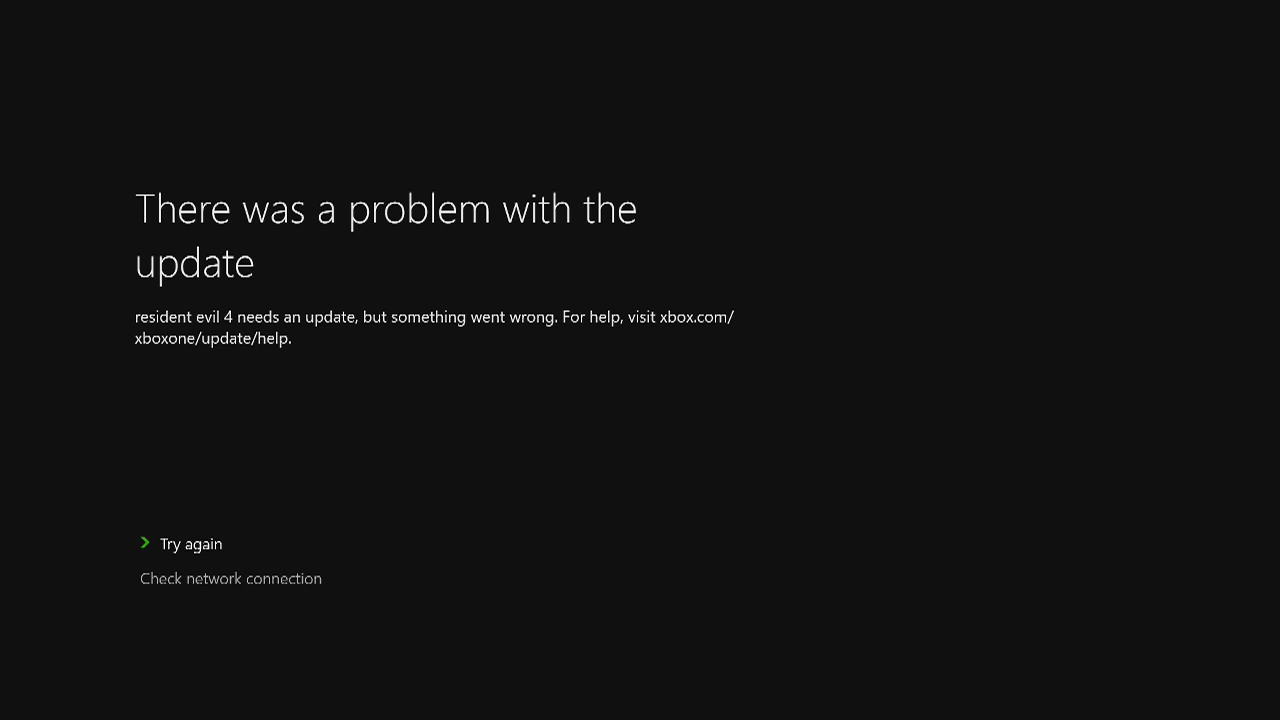 There was a problem with the
update
resident evil 4 needs an update, but something went wrong. For help, visit xbox.com/
xboxone/update/help.
Try again
Check network connection